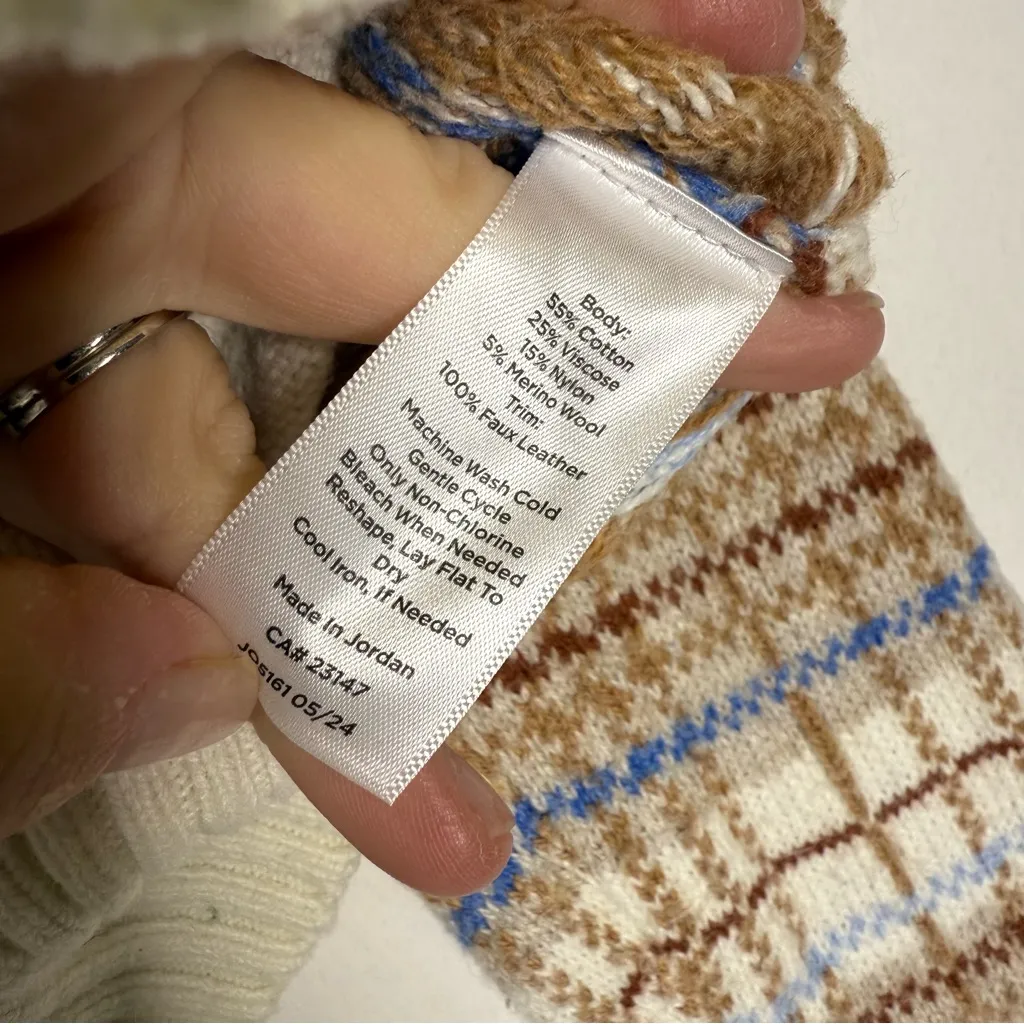 Body:
55% Cotton
25% Viscose
15% Nylon
5% Merino Wool
Trim:
100% Faux Leather
Machine Wash Cold
Gentle Cycle
Only Non-Chlorine
Bleach When Needed
Reshape, Lay Flat To
Dry
Cool Iron, if Needed
Made In Jordan
CA# 23147
JO5161 05/24